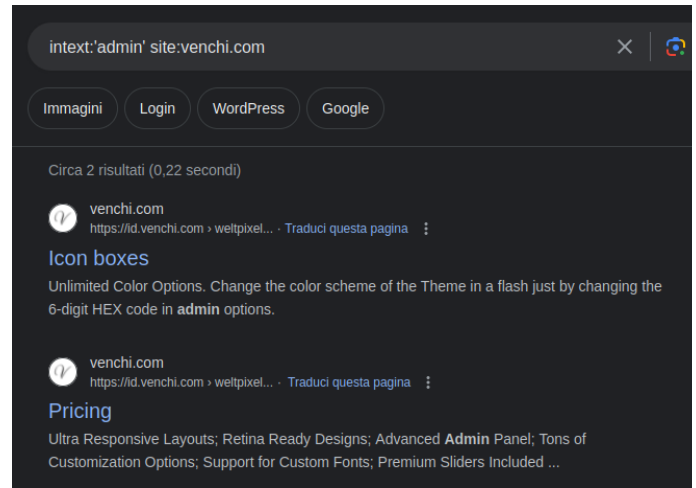 intext:'admin' site:venchi.com
Immagini Login WordPress Google
Circa 2 risultati (0,22 secondi)
venchi.com
https://id.venchi.com › weltpixel... · Traduci questa pagina
Icon boxes
Unlimited Color Options. Change the color scheme of the Theme in a flash just by changing the
6-digit HEX code in admin options.
venchi.com
https://id.venchi.com › weltpixel... · Traduci questa pagina
Pricing
Ultra Responsive Layouts; Retina Ready Designs; Advanced Admin Panel; Tons of
Customization Options; Support for Custom Fonts; Premium Sliders Included ...